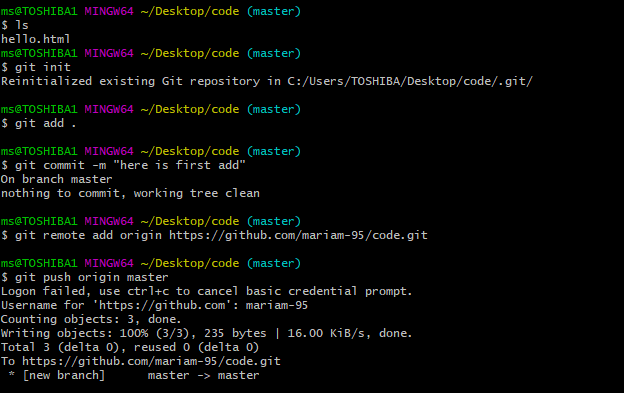 ms@TOSHIBA1 MINGW64 ~/Desktop/code (master)
$ ls
hello.html
ms@TOSHIBA1 MINGW64 ~/Desktop/code (master)
$ git init
Reinitialized existing Git repository in C:/Users/TOSHIBA/Desktop/code/.git/
ms@TOSHIBA1 MINGW64 ~/Desktop/code (master)
$ git add .
ms@TOSHIBA1 MINGW64 ~/Desktop/code (master)
$ git commit -m "here is first add"
On branch master
nothing to commit, working tree clean
ms@TOSHIBA1 MINGW64 ~/Desktop/code (master)
$ git remote add origin https://github.com/mariam-95/code.git
ms@TOSHIBA1 MINGW64 ~/Desktop/code (master)
$ git push origin master
Logon failed, use ctrl+c to cancel basic credential prompt.
Username for 'https://github.com': mariam-95
Counting objects: 3, done.
Writing objects: 100% (3/3), 235 bytes | 16.00 KiB/s, done.
Total 3 (delta 0), reused 0 (delta 0)
To https://github.com/mariam-95/code.git
 * [new branch]      master -> master